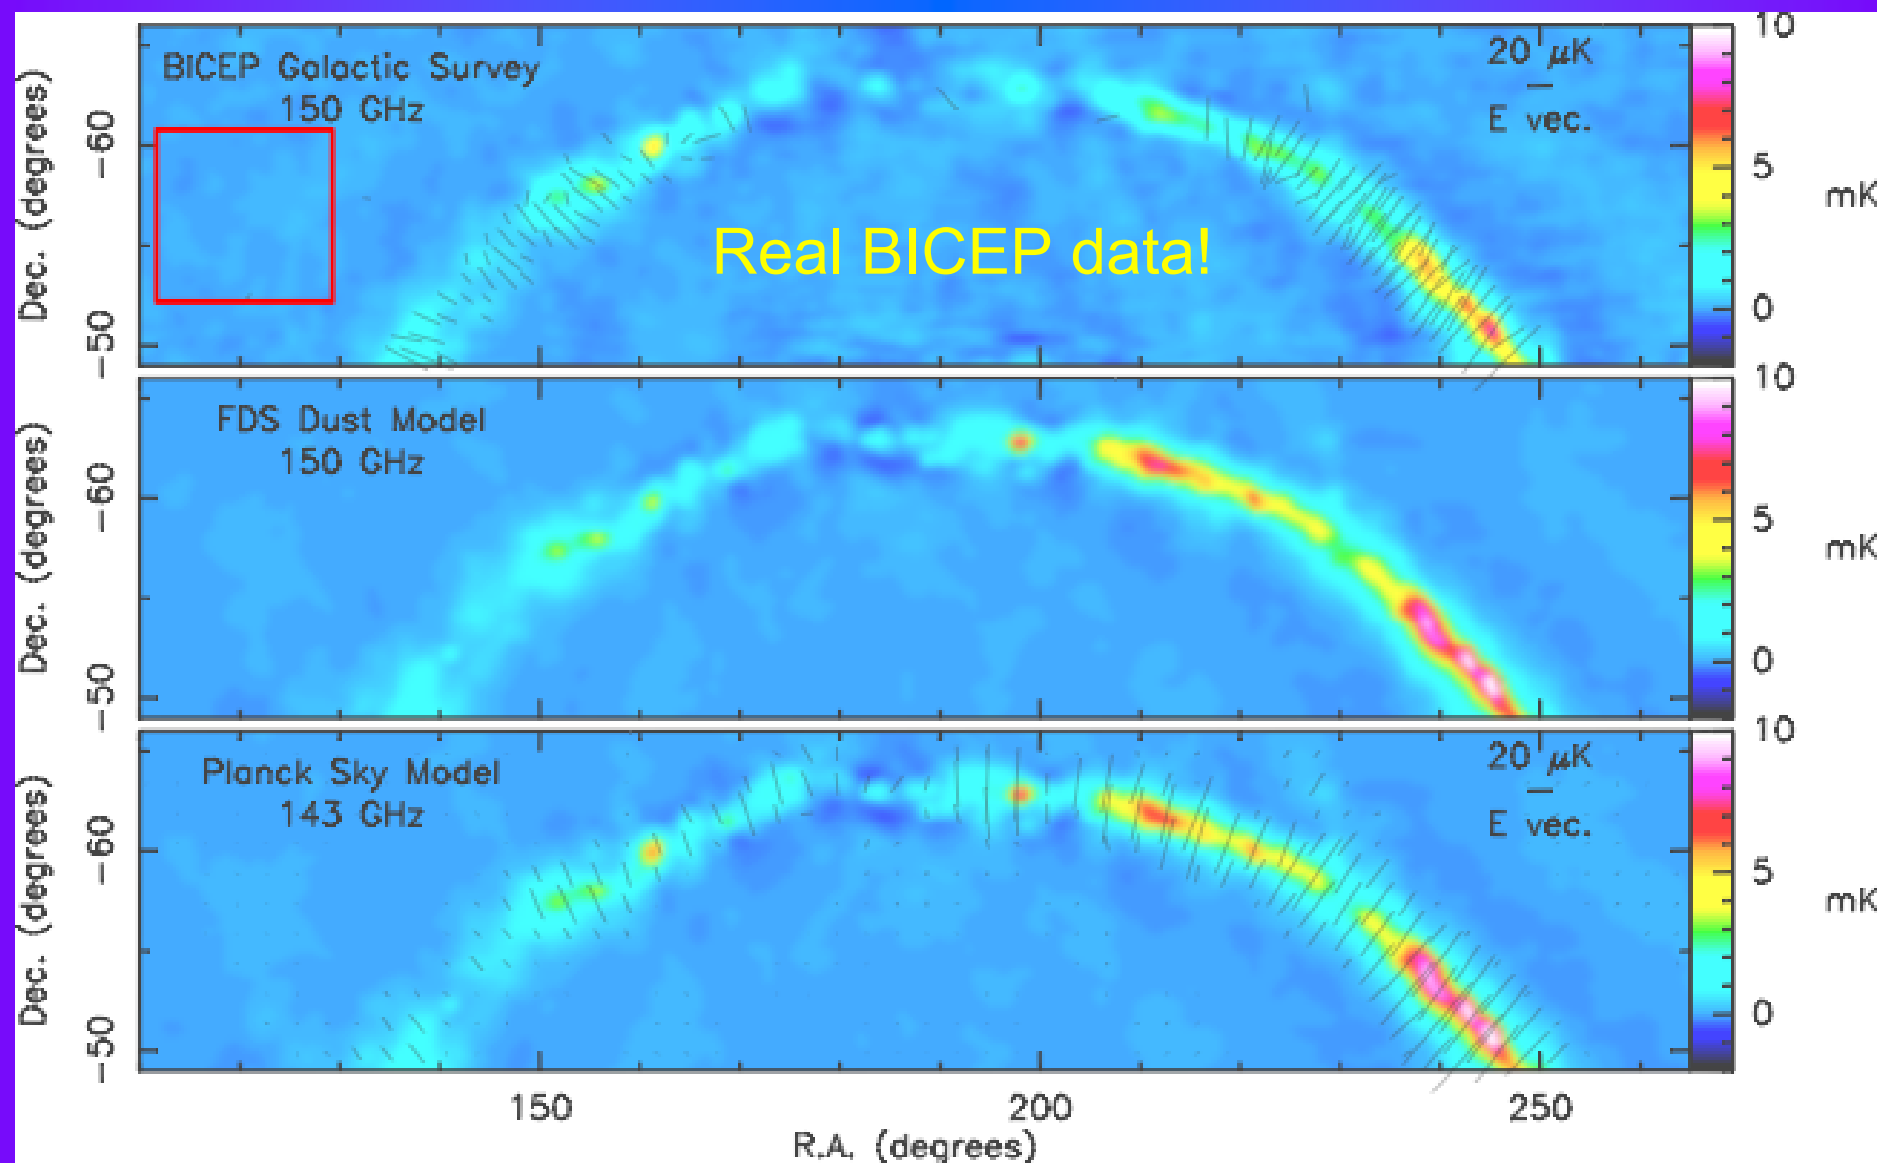 BICEP Galactic Survey
150 GHz
20 μK
E vec.
Real BICEP data!
Dec. (degrees)
−60
−50
10
5
0
mK
FDS Dust Model
150 GHz
Dec. (degrees)
−60
−50
10
5
0
mK
Planck Sky Model
143 GHz
20 μK
E vec.
Dec. (degrees)
−60
−50
10
5
0
mK
150 200 250
R.A. (degrees)